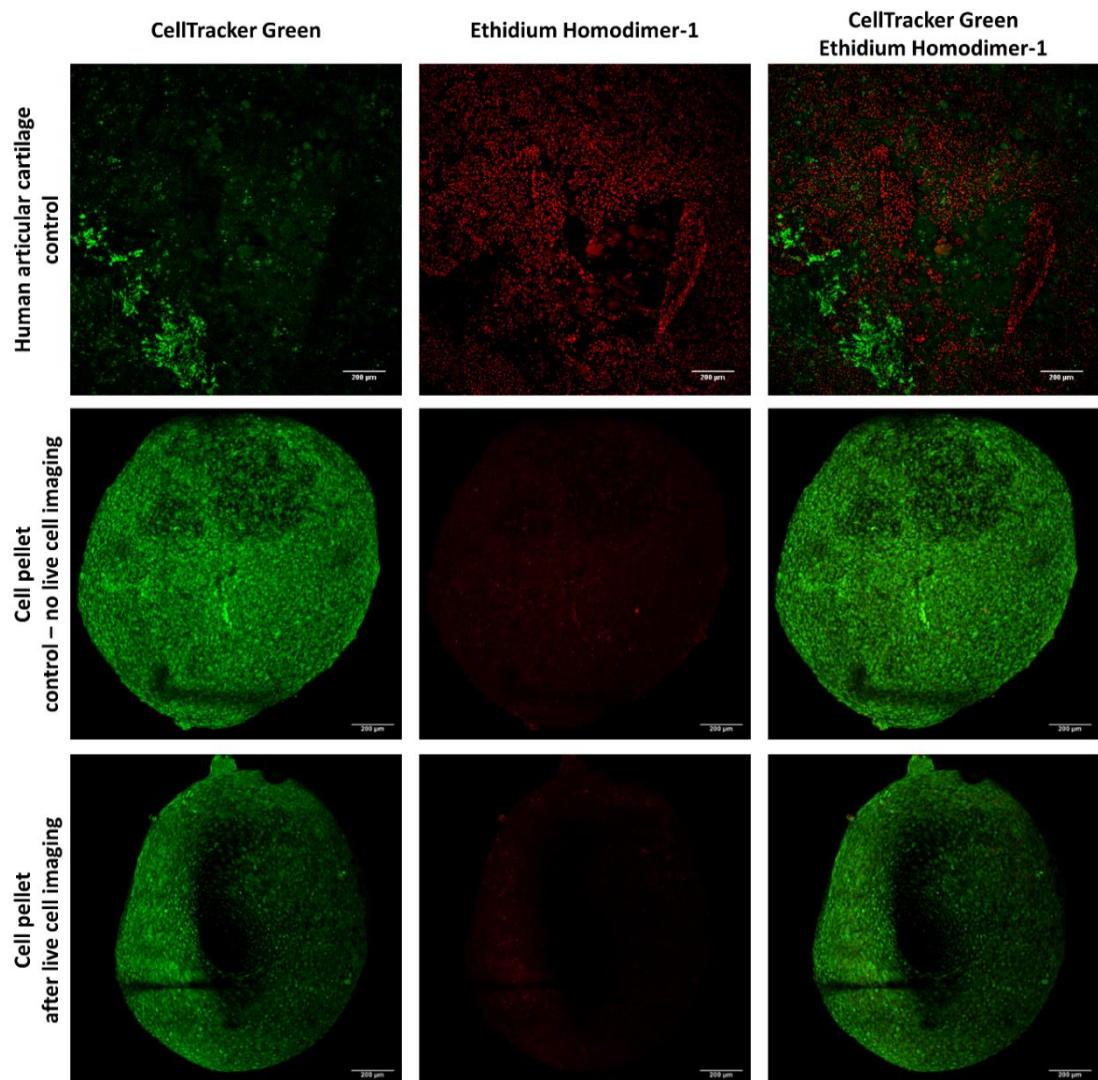 CellTracker Green
Ethidium Homodimer-1
CellTracker Green
Ethidium Homodimer-1
Human articular cartilage
control
200 µm
200 µm
200 µm
Cell pellet
control – no live cell imaging
200 µm
200 µm
200 µm
Cell pellet
after live cell imaging
200 µm
200 µm
200 µm